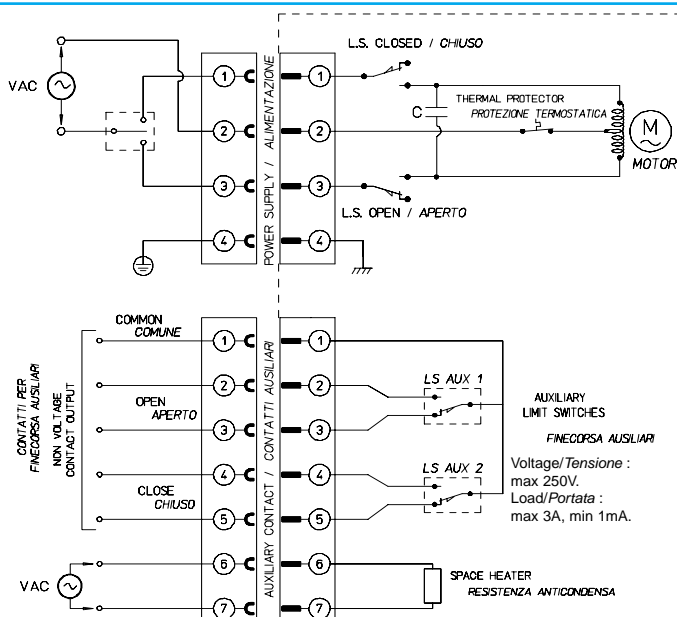 L.S. CLOSED / CHIUSO
VAC
1
1
POWER SUPPLY / ALIMENTAZIONE
C
THERMAL PROTECTOR
PROTEZIONE TERMOSTATICA
2
2
M
MOTOR
3
3
L.S. OPEN / APERTO
4
4
COMMON
COMUNE
1
1
CONTATTI PER
FINECORSA AUSILIARI
NON VOLTAGE
CONTACT OUTPUT
AUXILIARY CONTACT / CONTATTI AUSILIARI
2
2
LS AUX 1
OPEN
APERTO
3
3
AUXILIARY
LIMIT SWITCHES
FINECORSA AUSILIARI
4
4
LS AUX 2
Voltage/Tensione :
max 250V.
Load/Portata :
max 3A, min 1mA.
CLOSE
CHIUSO
5
5
6
6
VAC
SPACE HEATER
RESISTENZA ANTICONDENSA
7
7